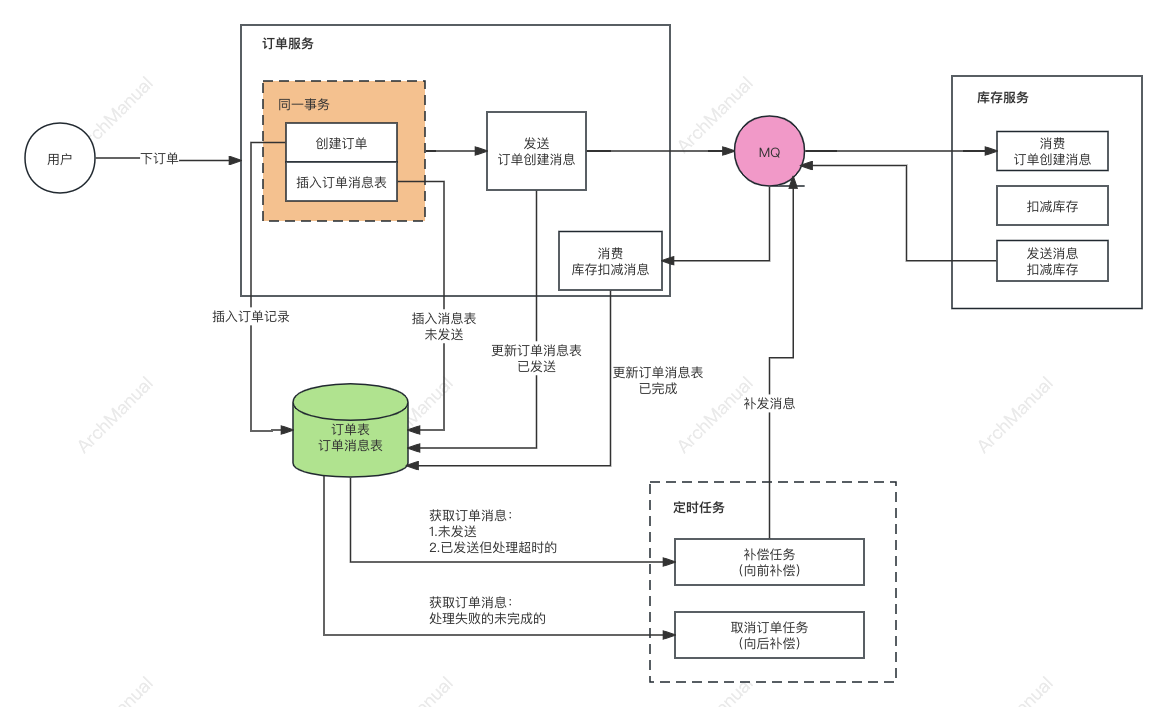 订单服务
同一事务
创建订单
插入订单消息表
发送
订单创建消息
消费
库存扣减消息
用户
下订单
MQ
库存服务
消费
订单创建消息
扣减库存
发送消息
扣减库存
插入订单记录
插入消息表
未发送
更新订单消息表
已发送
更新订单消息表
已完成
补发消息
订单表
订单消息表
获取订单消息：
1.未发送
2.已发送但处理超时的
获取订单消息：
处理失败的未完成的
定时任务
补偿任务
(向前补偿)
取消订单任务
(向后补偿)
ArchManual
ArchManual
ArchManual
ArchManual
ArchManual
ArchManual